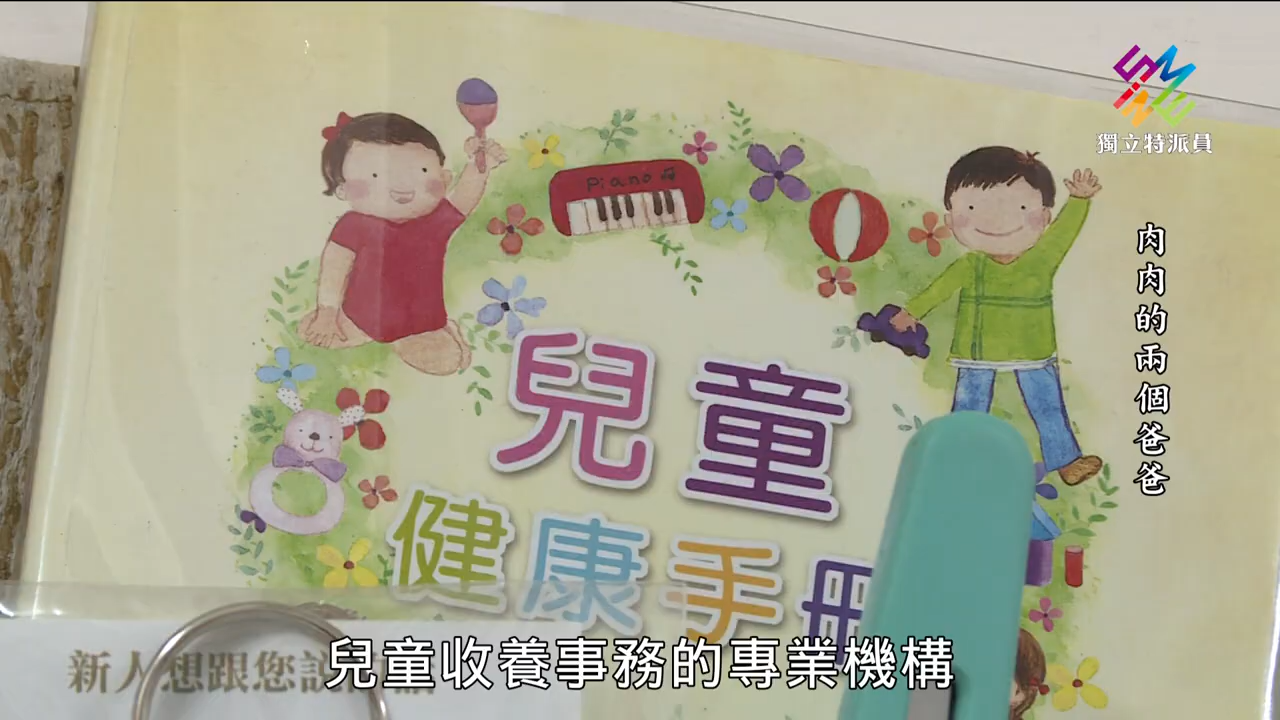 獨立特派員
肉肉的兩個爸爸
Piano
兒童
健康手冊
新人想跟您說
兒童收養事務的專業機構